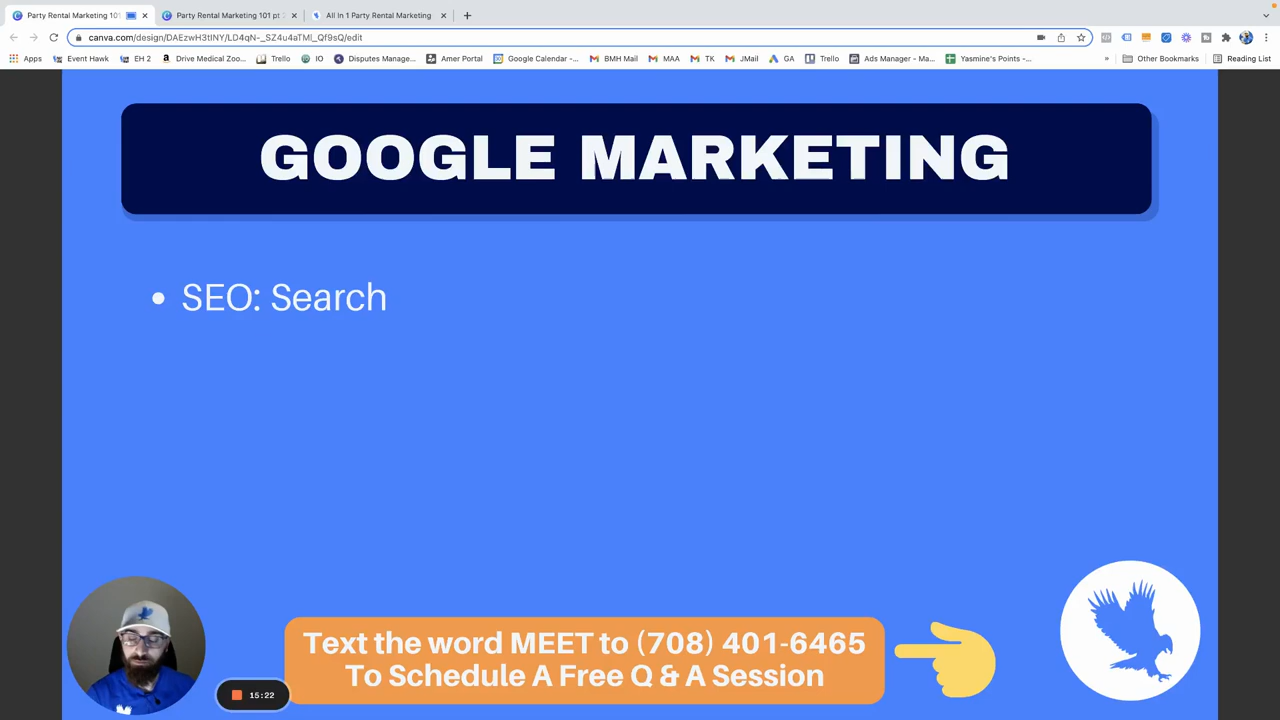 Party Rental Marketing 101
Party Rental Marketing 101 pt
All In 1 Party Rental Marketing
canva.com/design/DAEzwH3tINY/LD4qN-_SZ4u4aTMl_Qf9sQ/edit
Apps
Event Hawk
EH 2
Drive Medical Zoo...
Trello
IO
Disputes Manage...
Amer Portal
Google Calendar -...
BMH Mail
MAA
TK
JMail
GA
Trello
Ads Manager - Ma...
Yasmine's Points -...
»
Other Bookmarks
Reading List
GOOGLE MARKETING
• SEO: Search
Text the word MEET to (708) 401-6465
To Schedule A Free Q & A Session
15:22